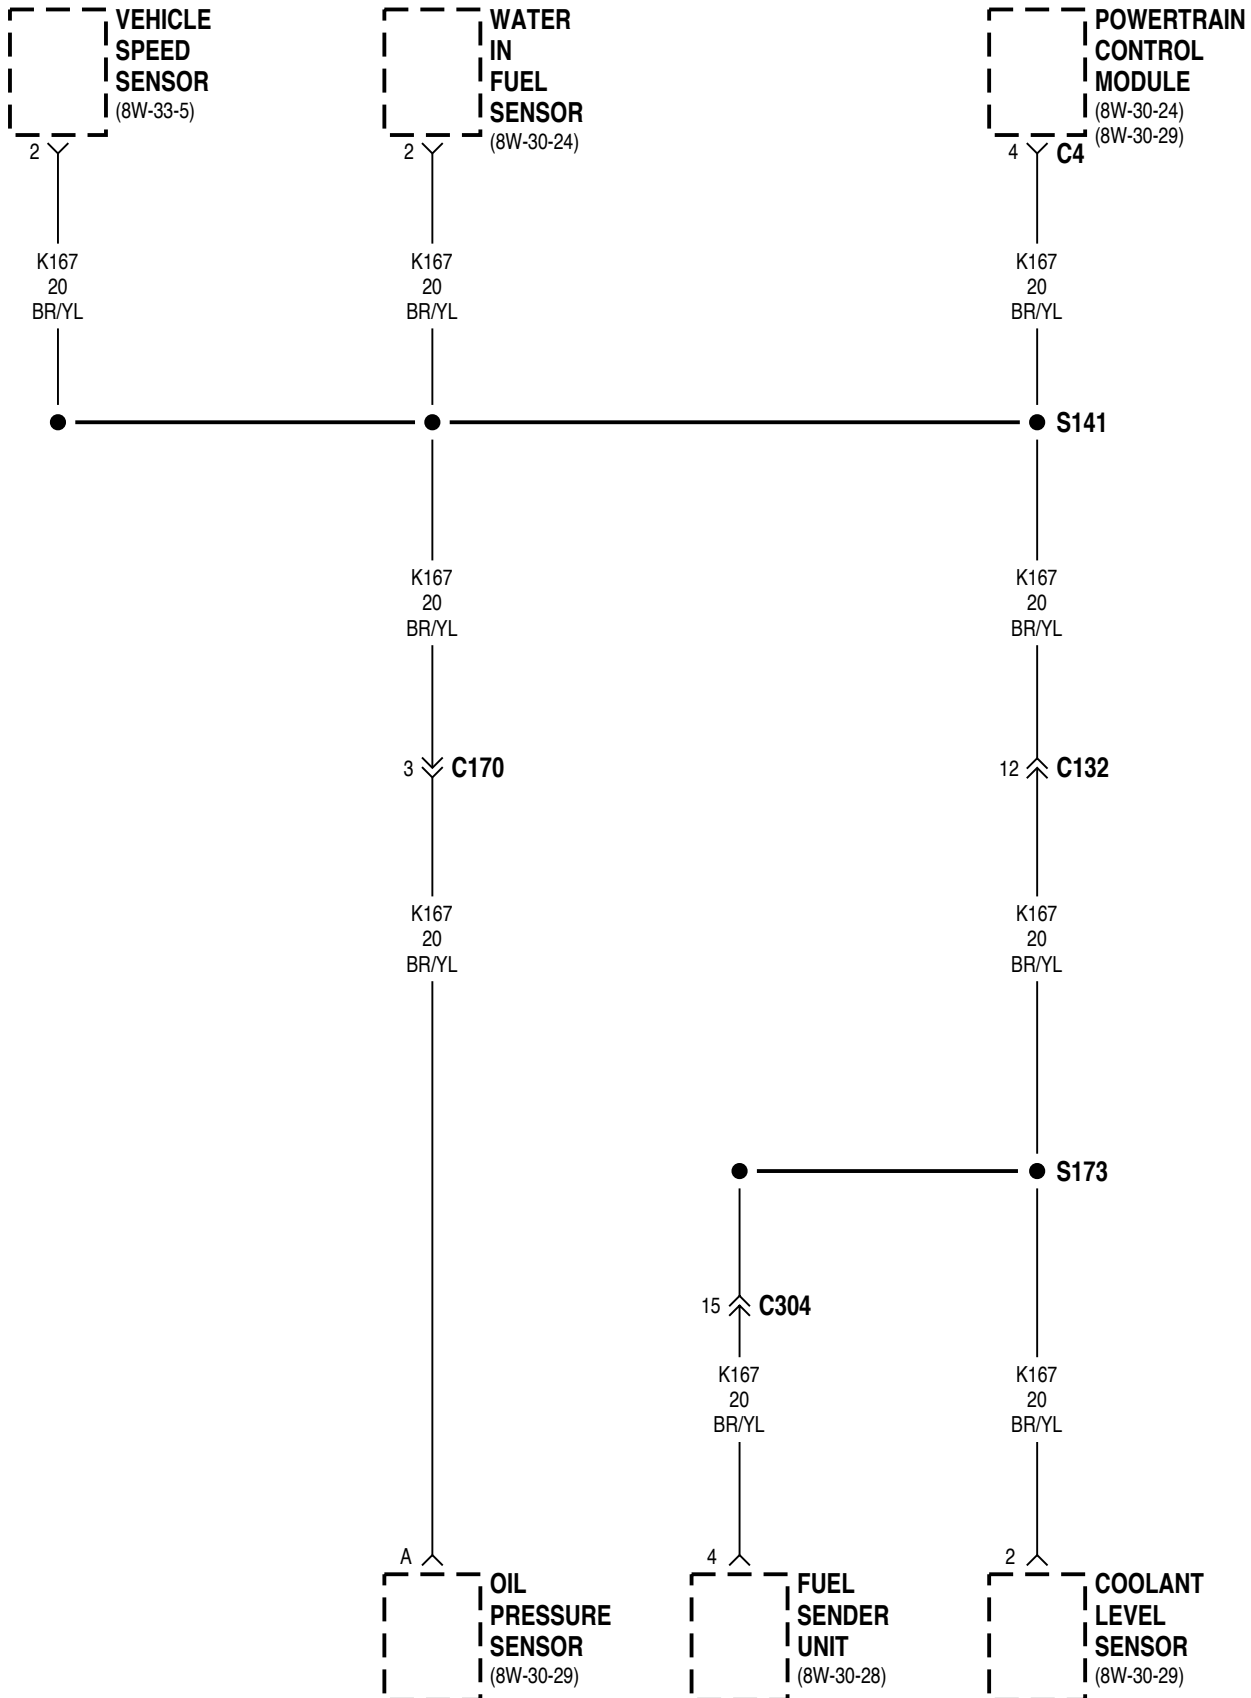 VEHICLE
SPEED
SENSOR
(8W-33-5)
2
WATER
IN
FUEL
SENSOR
(8W-30-24)
2
POWERTRAIN
CONTROL
MODULE
(8W-30-24)
(8W-30-29)
4 C4
K167
20
BR/YL
K167
20
BR/YL
K167
20
BR/YL
S141
K167
20
BR/YL
K167
20
BR/YL
3 C170
12 C132
K167
20
BR/YL
K167
20
BR/YL
S173
15 C304
K167
20
BR/YL
K167
20
BR/YL
A
OIL
PRESSURE
SENSOR
(8W-30-29)
4
FUEL
SENDER
UNIT
(8W-30-28)
2
COOLANT
LEVEL
SENSOR
(8W-30-29)